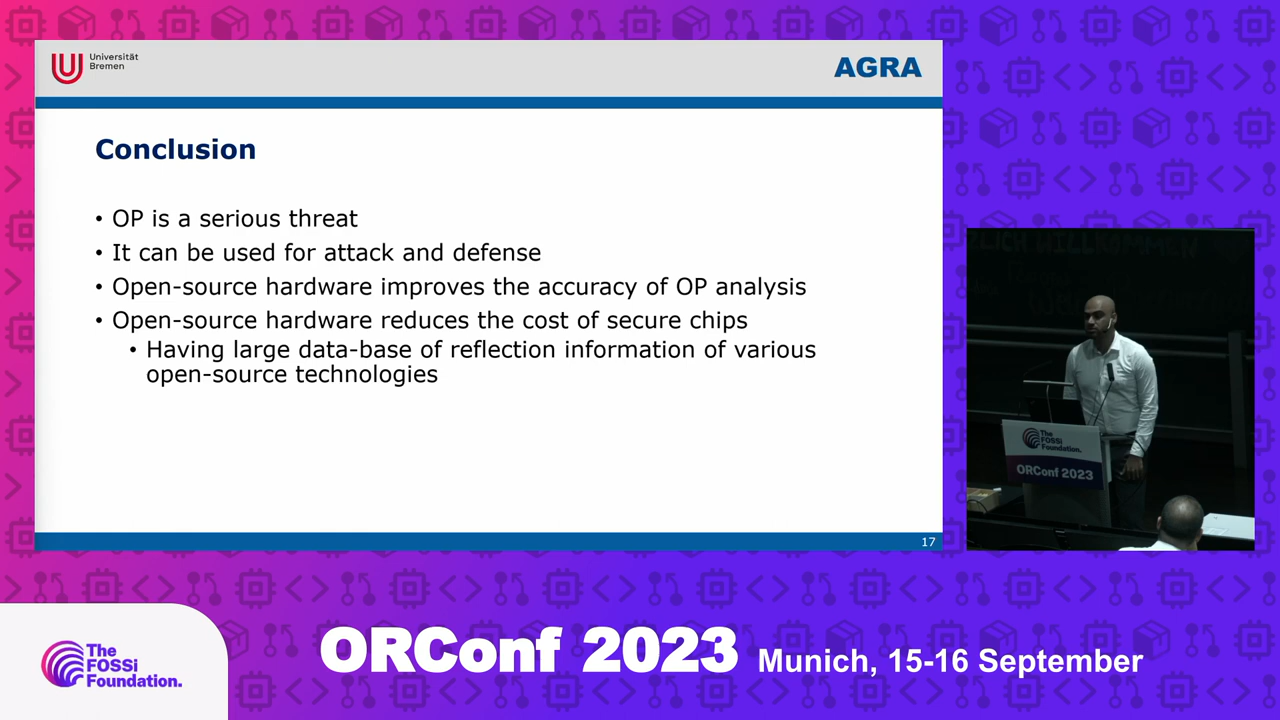 Universität
Bremen
AGRA
Conclusion
• OP is a serious threat
• It can be used for attack and defense
• Open-source hardware improves the accuracy of OP analysis
• Open-source hardware reduces the cost of secure chips
• Having large data-base of reflection information of various
open-source technologies
17
WILLKOMMEN
The
FOSSi
Foundation.
ORConf 2023
The
FOSSi
Foundation.
ORConf 2023 Munich, 15-16 September